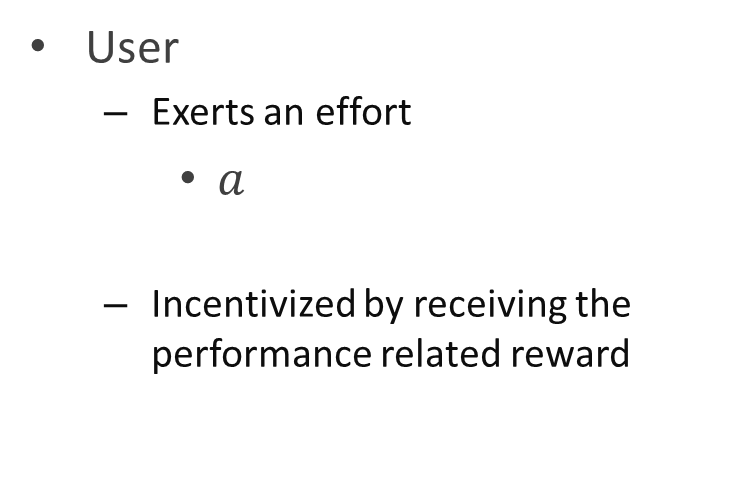 • User
– Exerts an effort
• a
– Incentivized by receiving the
performance related reward